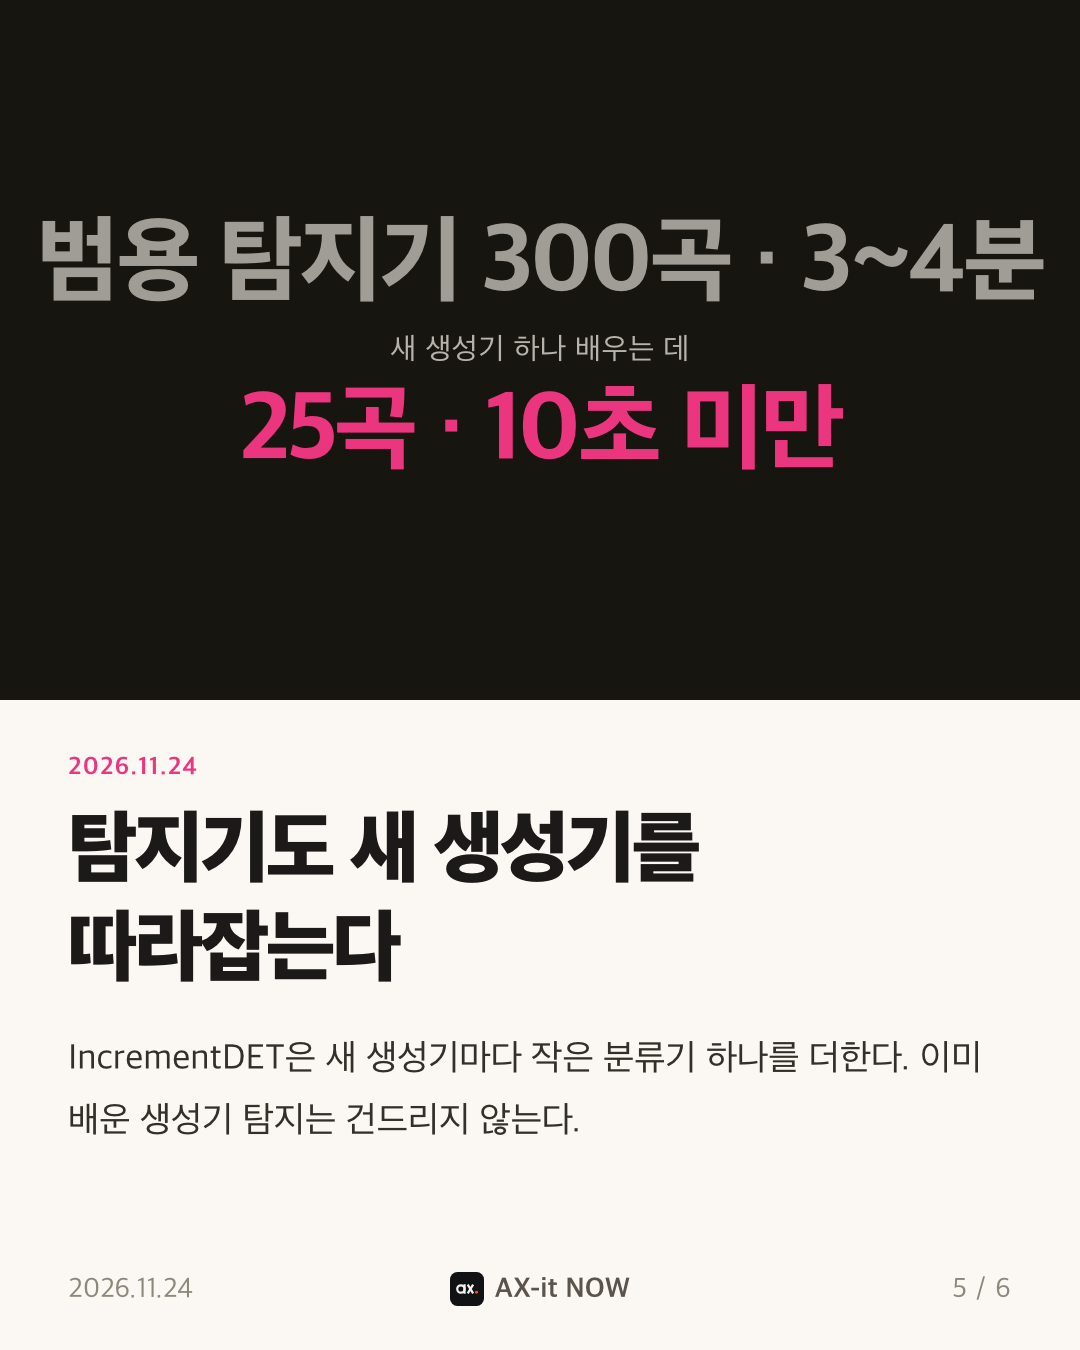 범용 탐지기 300곡 · 3~4분
새 생성기 하나 배우는 데
25곡 · 10초 미만
2026.11.24
탐지기도 새 생성기를
따라잡는다
IncrementDET은 새 생성기마다 작은 분류기 하나를 더한다. 이미
배운 생성기 탐지는 건드리지 않는다.
2026.11.24
ax. AX-it NOW
5 / 6